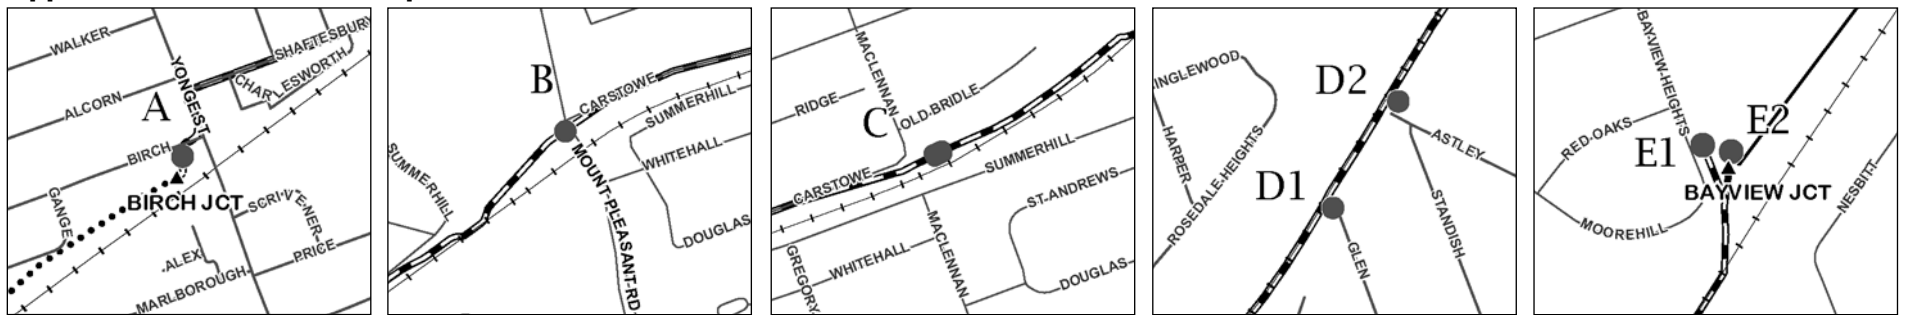 WALKER
SHAFTESBURY
YONGE ST
CHARLESWORTH
ALCORN
A
BIRCH
BIRCH JCT
GANGE
SCRIVENER
ALEX
PRICE
MARLBOROUGH
B
CARSTOWE
SUMMERHILL
WHITEHALL
SUMMERHILL
MOUNT-PLEASANT-RD
DOUGLAS
MACLENNAN
RIDGE
OLD-BRIDLE
C
SUMMERHILL
CARSTOWE
ST-ANDREWS
MACLENNAN
WHITEHALL
GREGORY
DOUGLAS
INGLEWOOD
D2
ASTLEY
HARPER
ROSEDALE-HEIGHTS
D1
STANDISH
GLEN
BAYVIEW-HEIGHTS
E2
RED-OAKS
E1
BAYVIEW JCT
NESBIT
MOOREHILL